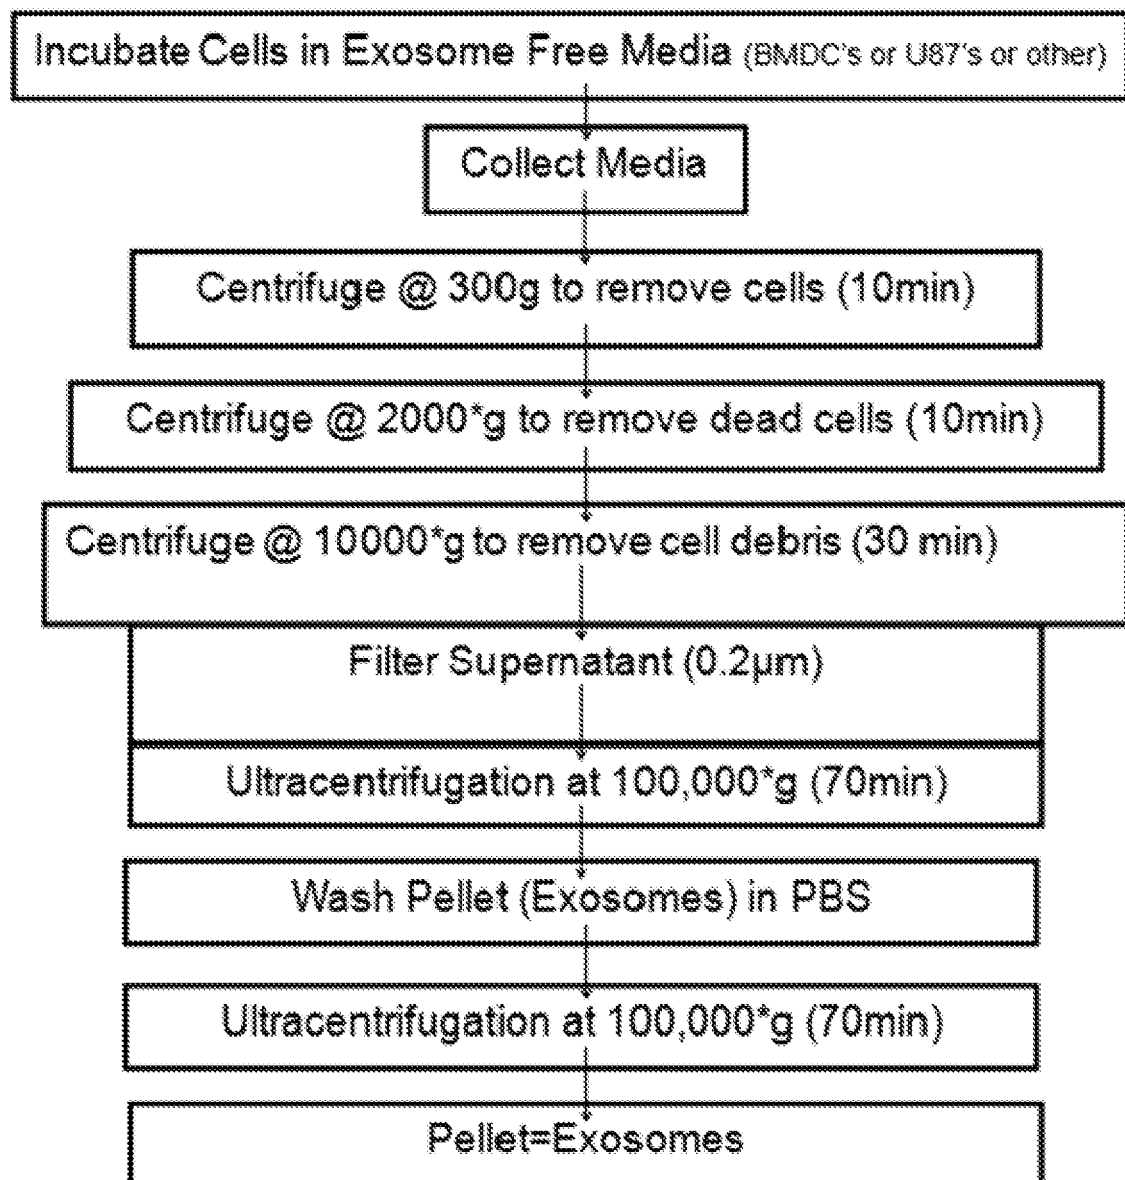 Incubate Cells in Exosome Free Media (BMDC's or U87's or other)
Collect Media
Centrifuge @ 300g to remove cells (10min)
Centrifuge @ 2000*g to remove dead cells (10min)
Centrifuge @ 10000*g to remove cell debris (30 min)
Filter Supernatant (0.2µm)
Ultracentrifugation at 100,000*g (70min)
Wash Pellet (Exosomes) in PBS
Ultracentrifugation at 100,000*g (70min)
Pellet=Exosomes